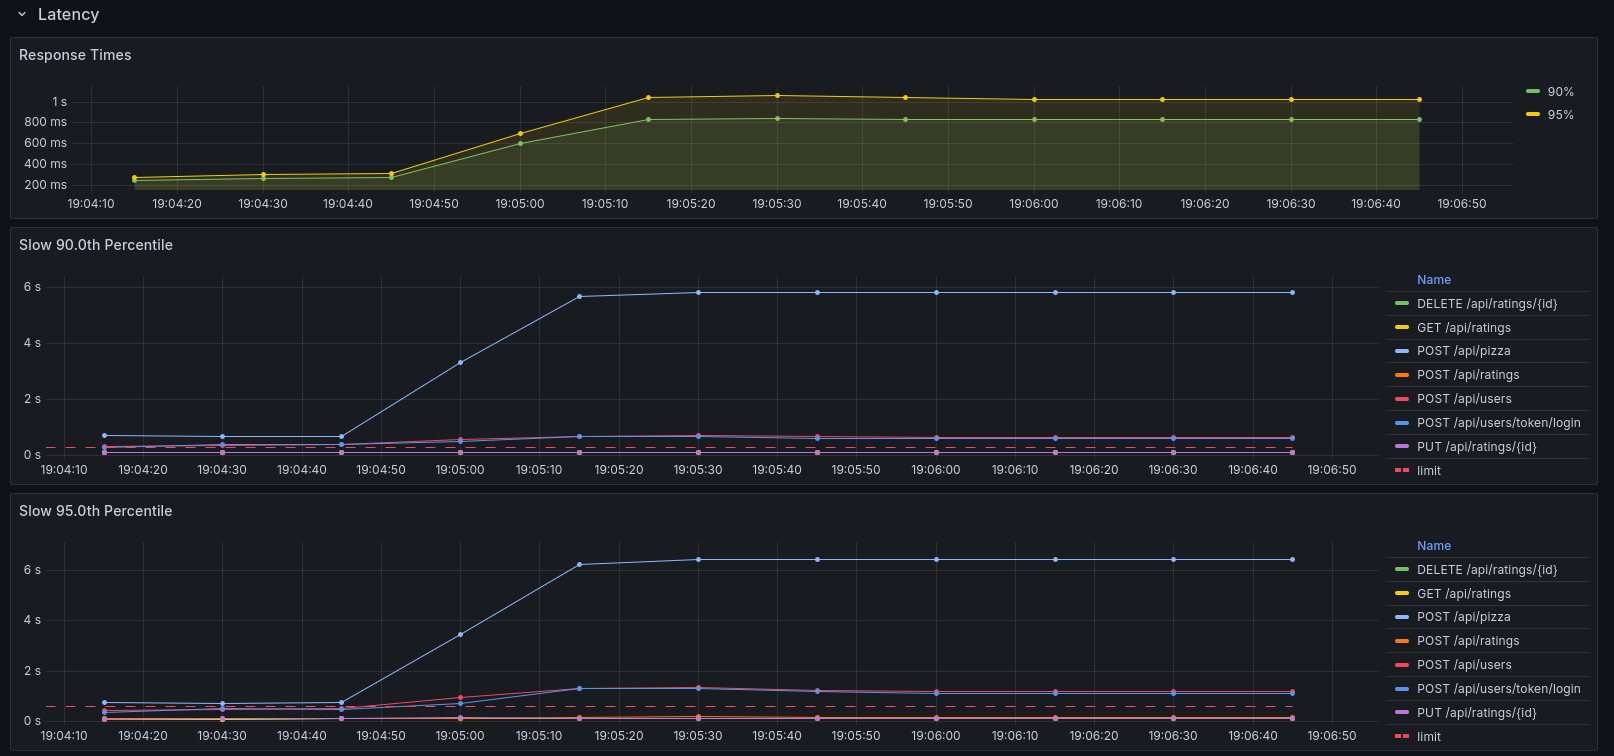 Latency
Response Times
1 s
800 ms
600 ms
400 ms
200 ms
19:04:10 19:04:20 19:04:30 19:04:40 19:04:50 19:05:00 19:05:10 19:05:20 19:05:30 19:05:40 19:05:50 19:06:00 19:06:10 19:06:20 19:06:30 19:06:40 19:06:50
90%
95%
Slow 90.0th Percentile
6 s
4 s
2 s
0 s
19:04:10 19:04:20 19:04:30 19:04:40 19:04:50 19:05:00 19:05:10 19:05:20 19:05:30 19:05:40 19:05:50 19:06:00 19:06:10 19:06:20 19:06:30 19:06:40 19:06:50
Name
DELETE /api/ratings/{id}
GET /api/ratings
POST /api/pizza
POST /api/ratings
POST /api/users
POST /api/users/token/login
PUT /api/ratings/{id}
limit
Slow 95.0th Percentile
6 s
4 s
2 s
0 s
19:04:10 19:04:20 19:04:30 19:04:40 19:04:50 19:05:00 19:05:10 19:05:20 19:05:30 19:05:40 19:05:50 19:06:00 19:06:10 19:06:20 19:06:30 19:06:40 19:06:50
Name
DELETE /api/ratings/{id}
GET /api/ratings
POST /api/pizza
POST /api/ratings
POST /api/users
POST /api/users/token/login
PUT /api/ratings/{id}
limit